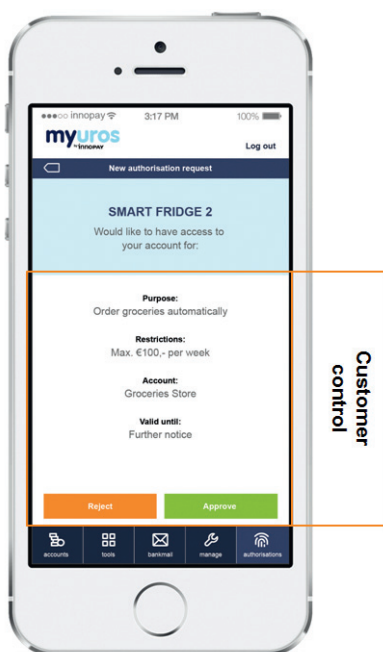 innopay 3:17 PM 100%
myuros
by INNOPAY
Log out
New authorisation request
SMART FRIDGE 2
Would like to have access to
your account for:
Purpose:
Order groceries automatically
Restrictions:
Max. €100,- per week
Account:
Groceries Store
Valid until:
Further notice
Reject Approve
accounts tools bankmail manage authorisations
Customer
control